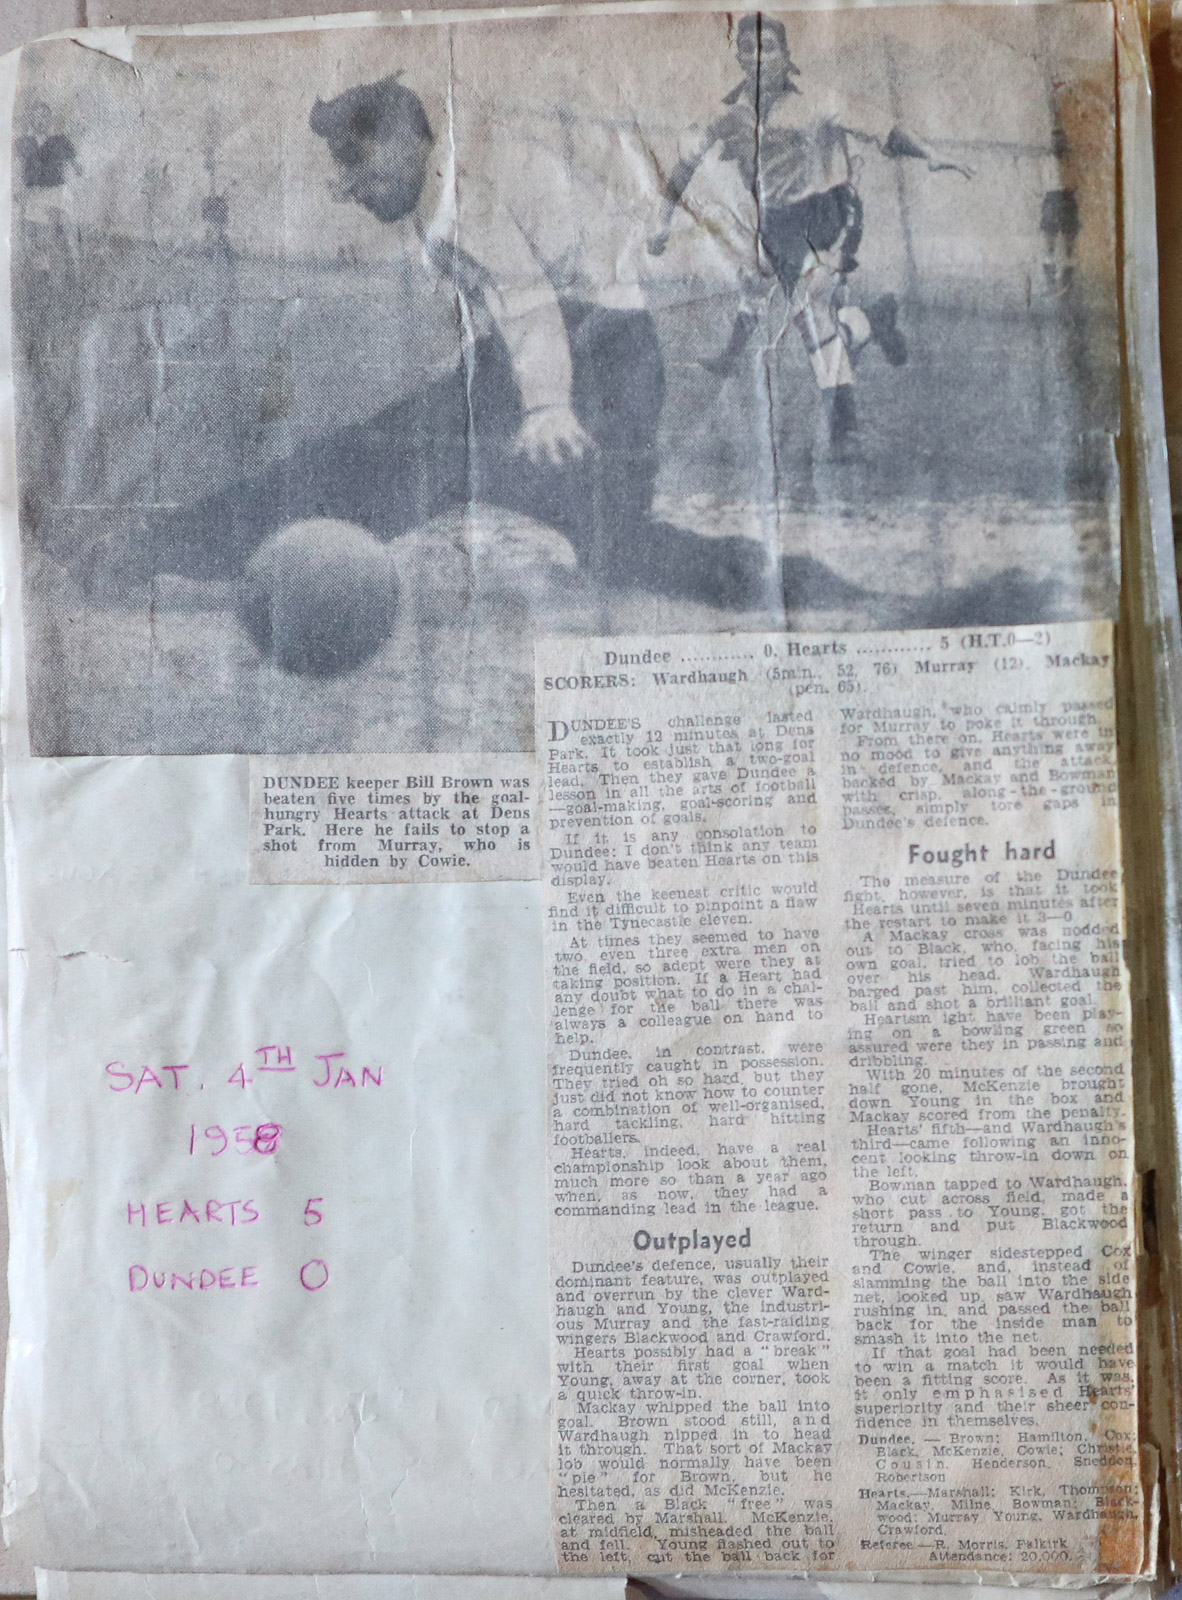 Dundee ............ 0, Hearts ............ 5 (H.T.0—2)
SCORERS: Wardhaugh (5min., 52, 76) Murray (12), Mackay
(pen. 65).
DUNDEE keeper Bill Brown was
beaten five times by the goal-
hungry Hearts attack at Dens
Park. Here he fails to stop a
shot from Murray, who is
hidden by Cowie.
SAT. 4TH JAN
1958
HEARTS 5
DUNDEE 0
DUNDEE'S challenge lasted
exactly 12 minutes at Dens
Park. It took just that long for
Hearts to establish a two-goal
lead. Then they gave Dundee a
lesson in all the arts of football
—goal-making, goal-scoring and
prevention of goals.
If it is any consolation to
Dundee: I don't think any team
would have beaten Hearts on this
display.
Even the keenest critic would
find it difficult to pinpoint a flaw
in the Tynecastle eleven.
At times they seemed to have
two, even three extra men on
the field, so adept were they at
taking position. If a Heart had
any doubt what to do in a chal-
lenge for the ball there was
always a colleague on hand to
help.
Dundee, in contrast, were
frequently caught in possession.
They tried oh so hard, but they
just did not know how to counter
a combination of well-organised,
hard tackling, hard hitting
footballers.
Hearts, indeed, have a real
championship look about them,
much more so than a year ago
when, as now, they had a
commanding lead in the league.
Outplayed
Dundee's defence, usually their
dominant feature, was outplayed
and overrun by the clever Ward-
haugh and Young, the industri-
ous Murray and the fast-raiding
wingers Blackwood and Crawford.
Hearts possibly had a "break"
with their first goal when
Young, away at the corner, took
a quick throw-in.
Mackay whipped the ball into
goal. Brown stood still, and
Wardhaugh nipped in to head
it through. That sort of Mackay
lob would normally have been
"pie" for Brown, but he
hesitated, as did McKenzie.
Then a Black "free" was
cleared by Marshall. McKenzie,
at midfield, misheaded the ball
and fell. Young flashed out to
the left, cut the ball back for
Wardhaugh, who calmly passed
for Murray to poke it through.
From there on, Hearts were in
no mood to give anything away
in defence, and the attack,
backed by Mackay and Bowman
with crisp, along-the-ground
passes, simply tore gaps in
Dundee's defence.
Fought hard
The measure of the Dundee
fight, however, is that it took
Hearts until seven minutes after
the restart to make it 3—0.
A Mackay cross was nodded
out to Black, who, facing his
own goal, tried to lob the ball
over his head. Wardhaugh
barged past him, collected the
ball and shot a brilliant goal.
Heartsm ight have been play-
ing on a bowling green so
assured were they in passing and
dribbling.
With 20 minutes of the second
half gone, McKenzie brought
down Young in the box and
Mackay scored from the penalty.
Hearts' fifth—and Wardhaugh's
third—came following an inno-
cent looking throw-in down on
the left.
Bowman tapped to Wardhaugh,
who cut across field, made a
short pass to Young, got the
return and put Blackwood
through.
The winger sidestepped Cox
and Cowie, and, instead of
slamming the ball into the side
net, looked up, saw Wardhaugh
rushing in, and passed the ball
back for the inside man to
smash it into the net.
If that goal had been needed
to win a match it would have
been a fitting score. As it was,
it only emphasised Hearts'
superiority and their sheer con-
fidence in themselves.
Dundee. — Brown; Hamilton, Cox;
Black, McKenzie, Cowie; Christie,
Cousin, Henderson, Sneddon,
Robertson
Hearts.—Marshall; Kirk, Thompson;
Mackay, Milne, Bowman; Black-
wood; Murray Young, Wardhaugh,
Crawford.
Referee—R. Morris, Falkirk
Attendance: 20,000.